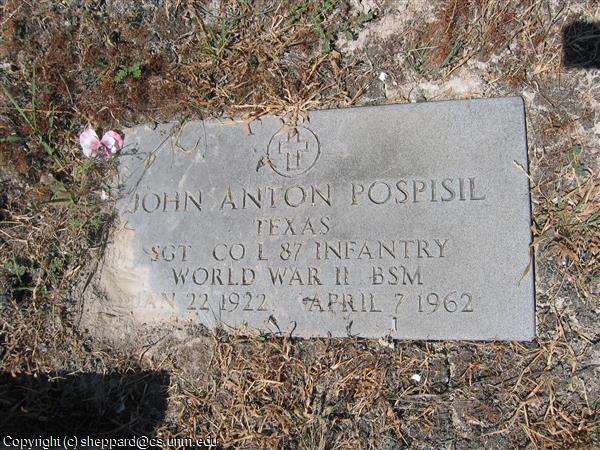 JOHN ANTON POSPISIL
TEXAS
SGT CO L 87 INFANTRY
WORLD WAR II BSM
JAN 22 1922 APRIL 7 1962
Copyright (c) sheppard@cs.unm.edu